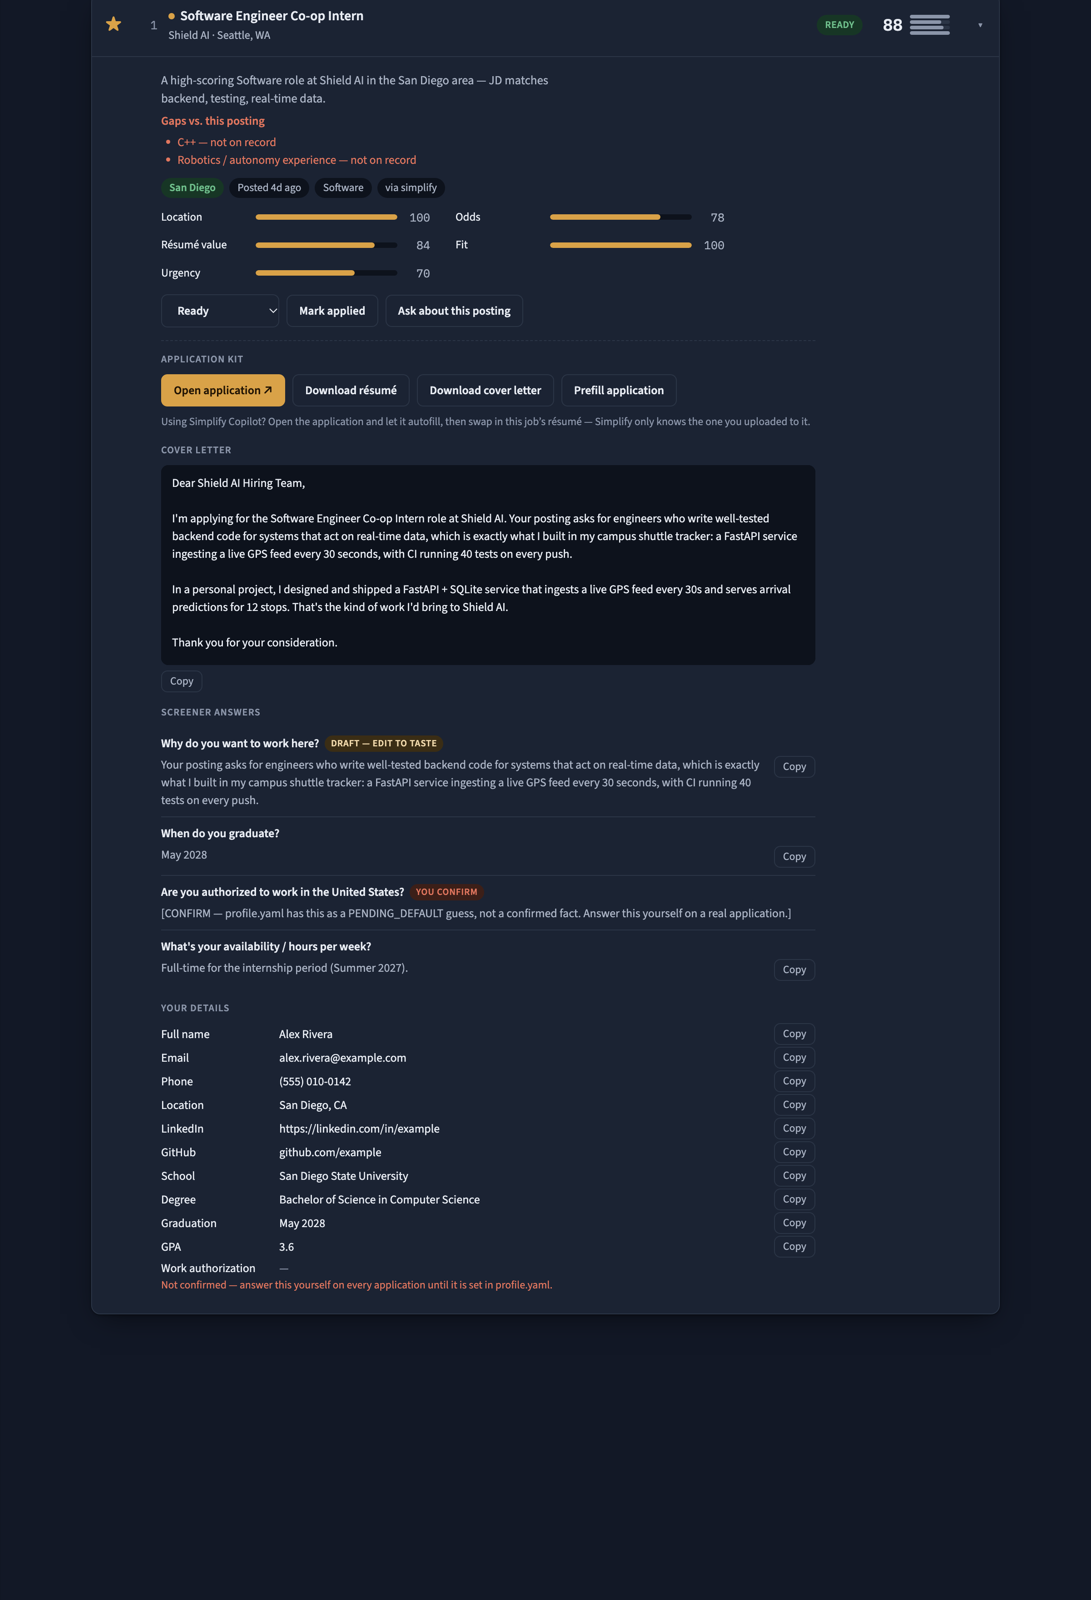 1
Software Engineer Co-op Intern
Shield AI · Seattle, WA
READY
88
A high-scoring Software role at Shield AI in the San Diego area — JD matches
backend, testing, real-time data.
Gaps vs. this posting
• C++ — not on record
• Robotics / autonomy experience — not on record
San Diego
Posted 4d ago
Software
via simplify
Location 100
Odds 78
Résumé value 84
Fit 100
Urgency 70
Ready
Mark applied
Ask about this posting
APPLICATION KIT
Open application ↗
Download résumé
Download cover letter
Prefill application
Using Simplify Copilot? Open the application and let it autofill, then swap in this job's résumé — Simplify only knows the one you uploaded to it.
COVER LETTER
Dear Shield AI Hiring Team,
I'm applying for the Software Engineer Co-op Intern role at Shield AI. Your posting asks for engineers who write well-tested
backend code for systems that act on real-time data, which is exactly what I built in my campus shuttle tracker: a FastAPI service
ingesting a live GPS feed every 30 seconds, with CI running 40 tests on every push.
In a personal project, I designed and shipped a FastAPI + SQLite service that ingests a live GPS feed every 30s and serves arrival
predictions for 12 stops. That's the kind of work I'd bring to Shield AI.
Thank you for your consideration.
Copy
SCREENER ANSWERS
Why do you want to work here? DRAFT — EDIT TO TASTE
Your posting asks for engineers who write well-tested backend code for systems that act on real-time data, which is exactly
what I built in my campus shuttle tracker: a FastAPI service ingesting a live GPS feed every 30 seconds, with CI running 40
tests on every push.
Copy
When do you graduate?
May 2028
Copy
Are you authorized to work in the United States? YOU CONFIRM
[CONFIRM — profile.yaml has this as a PENDING_DEFAULT guess, not a confirmed fact. Answer this yourself on a real application.]
What's your availability / hours per week?
Full-time for the internship period (Summer 2027).
Copy
YOUR DETAILS
Full name Alex Rivera Copy
Email alex.rivera@example.com Copy
Phone (555) 010-0142 Copy
Location San Diego, CA Copy
LinkedIn https://linkedin.com/in/example Copy
GitHub github.com/example Copy
School San Diego State University Copy
Degree Bachelor of Science in Computer Science Copy
Graduation May 2028 Copy
GPA 3.6 Copy
Work authorization —
Not confirmed — answer this yourself on every application until it is set in profile.yaml.